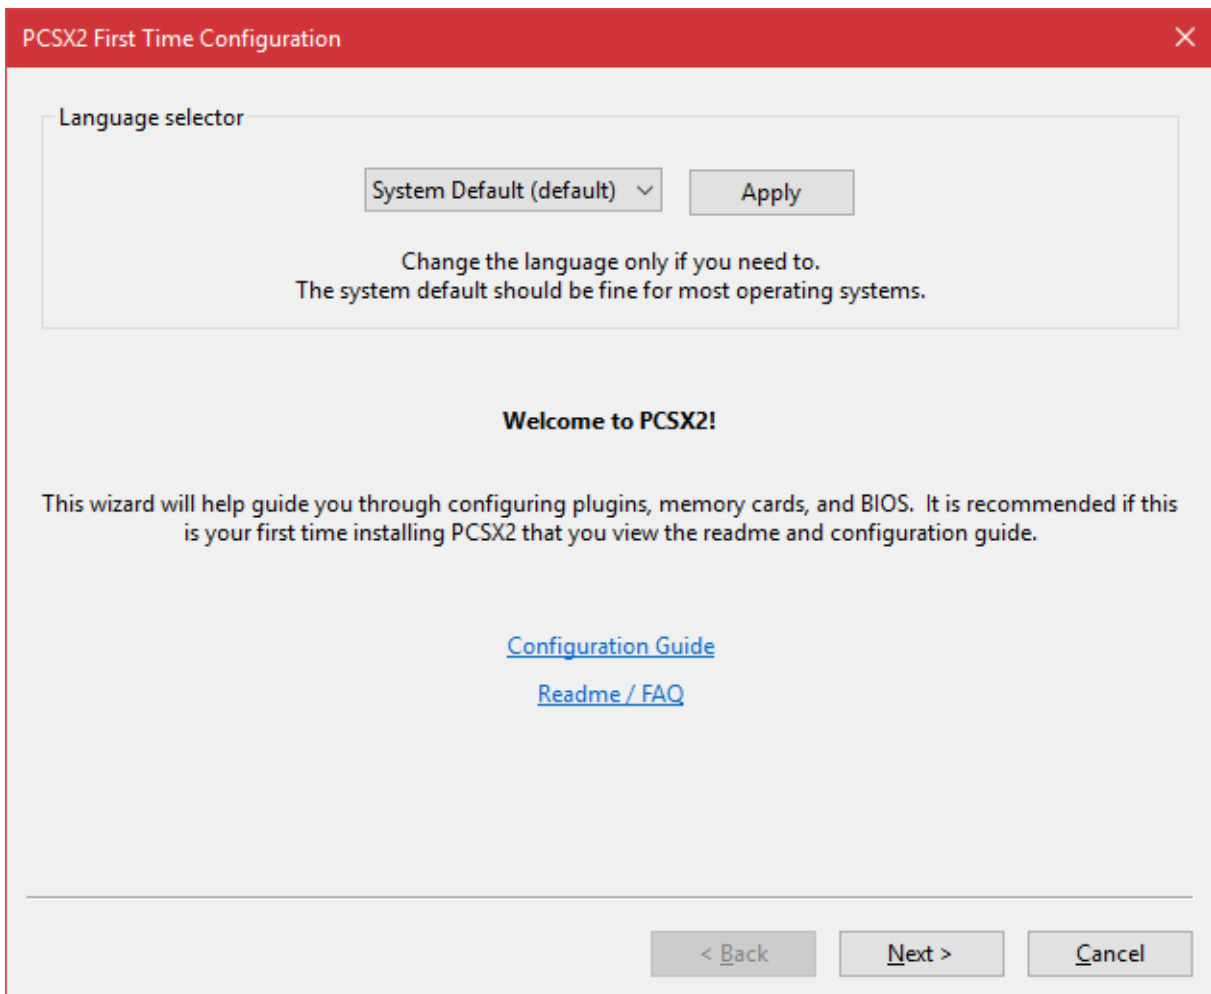 PCSX2 First Time Configuration
Language selector
System Default (default)
Apply
Change the language only if you need to.
The system default should be fine for most operating systems.
Welcome to PCSX2!
This wizard will help guide you through configuring plugins, memory cards, and BIOS.  It is recommended if this
is your first time installing PCSX2 that you view the readme and configuration guide.
Configuration Guide
Readme / FAQ
< Back
Next >
Cancel